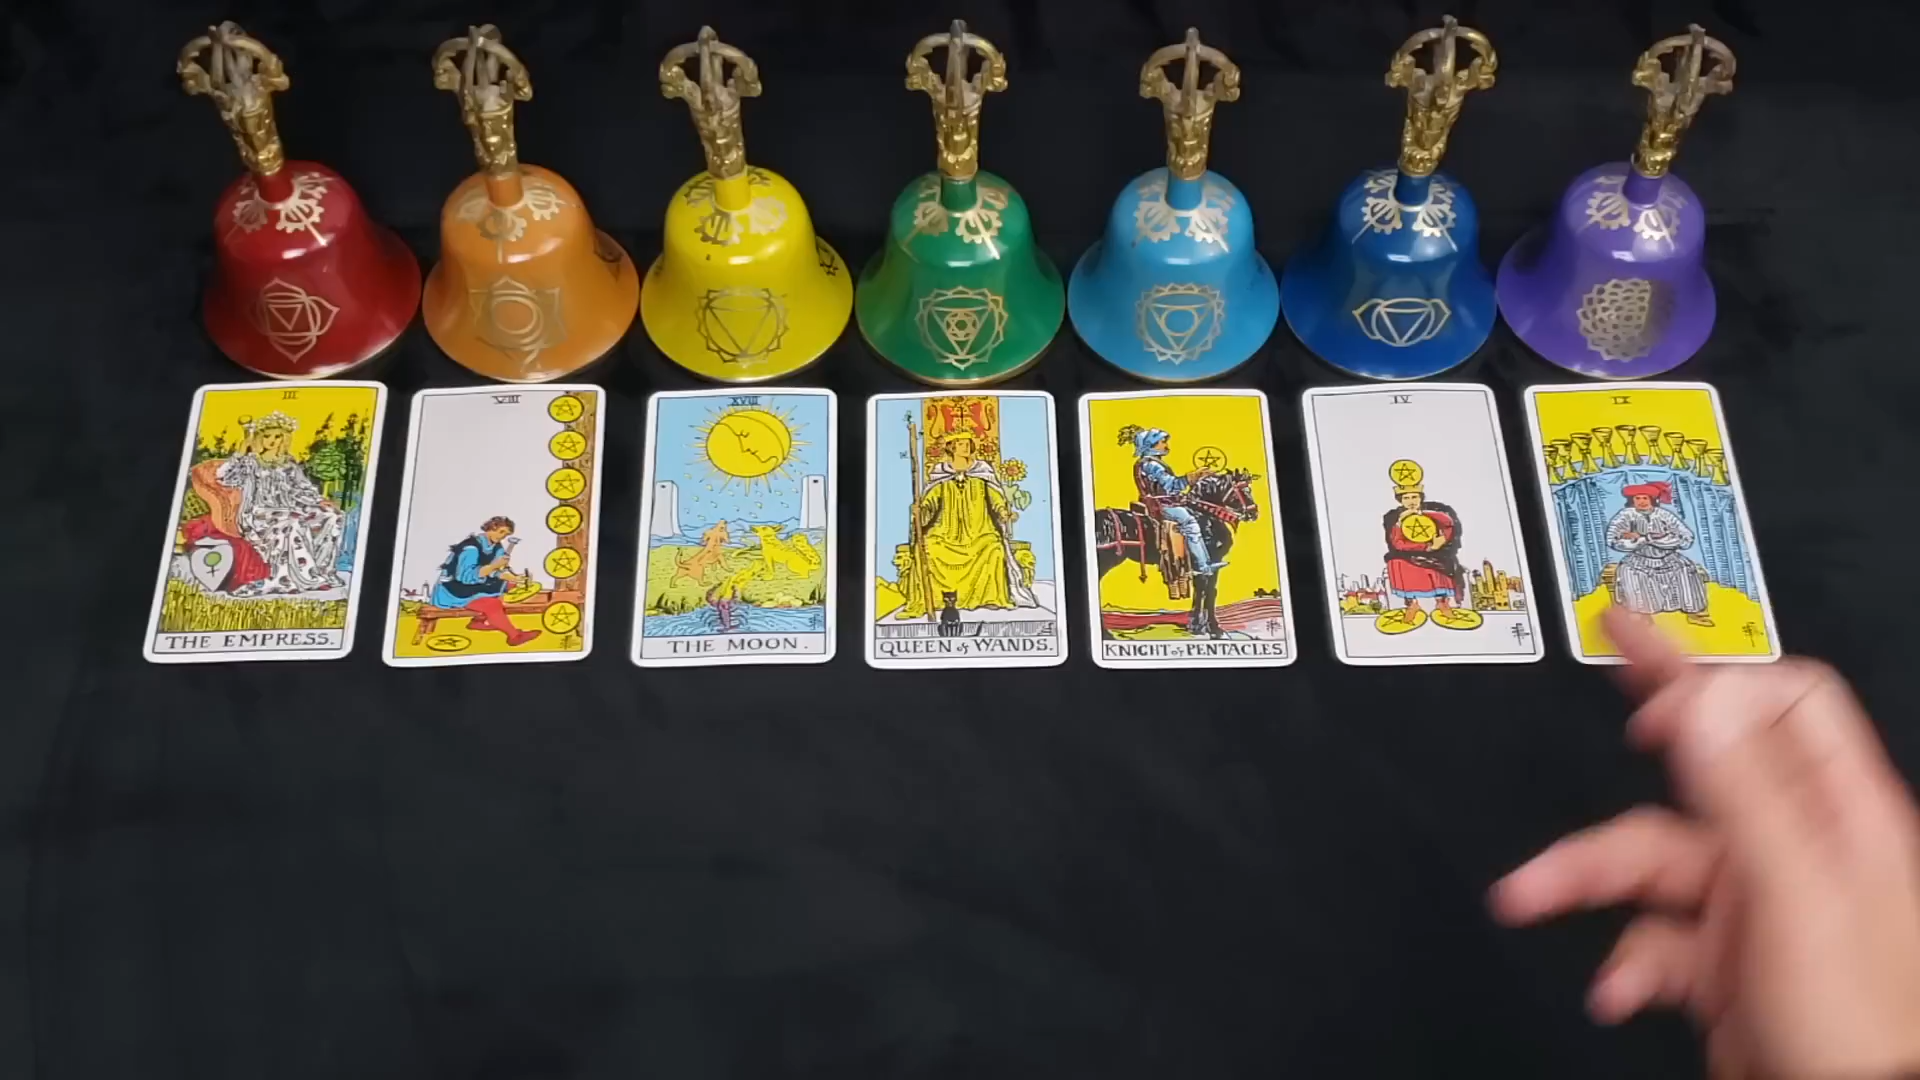 III
VIII
XVIII
IV
IX
THE EMPRESS.
THE MOON.
QUEEN of WANDS.
KNIGHT of PENTACLES